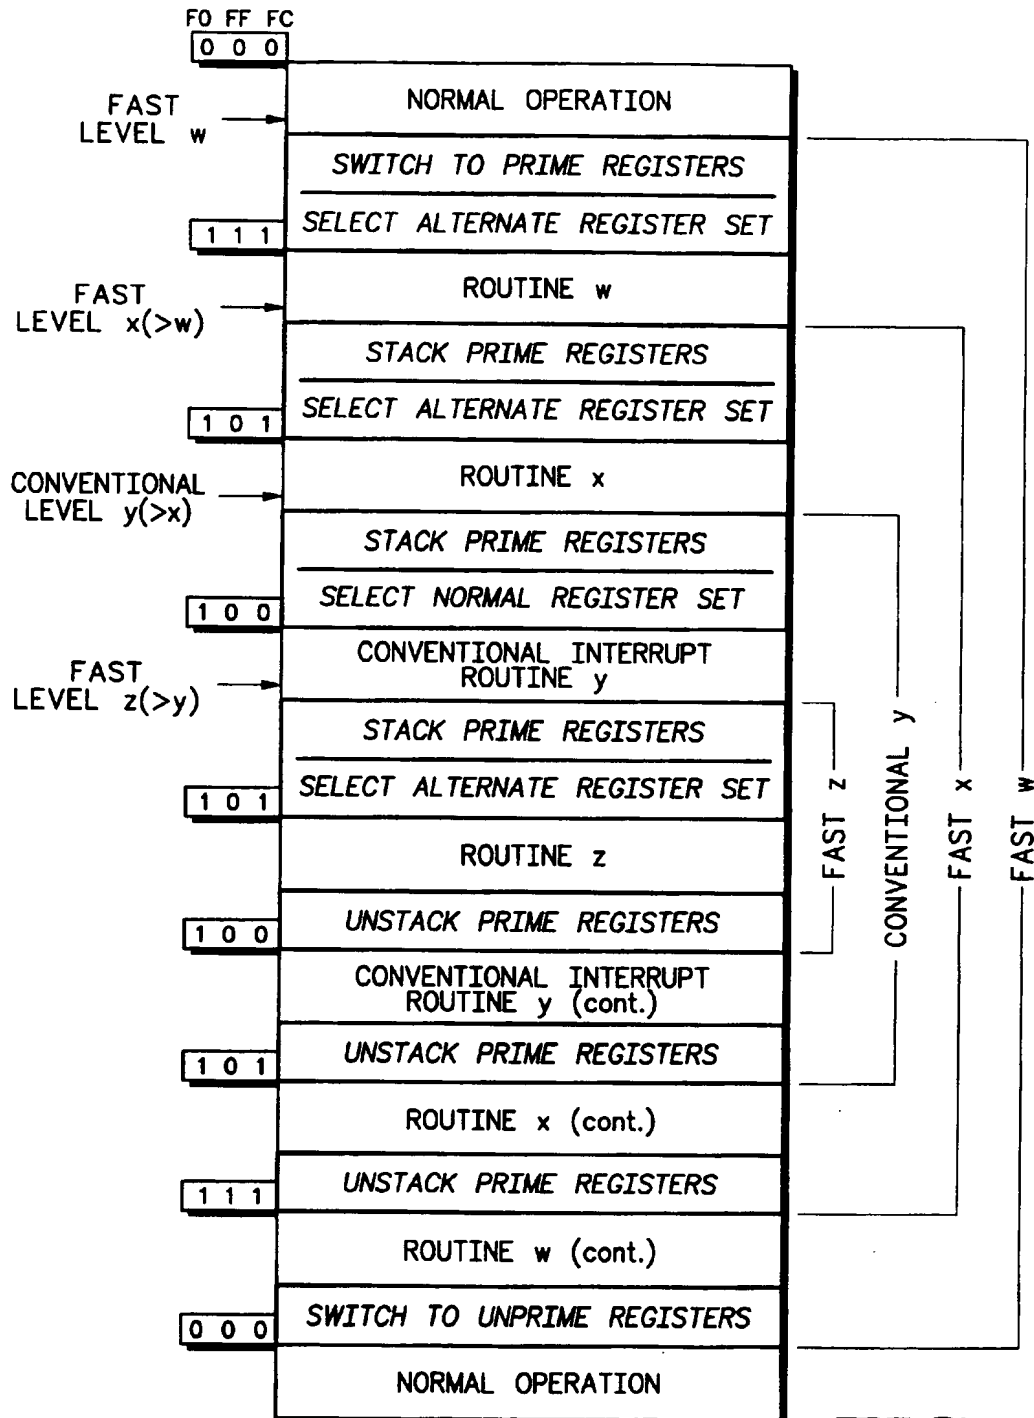 FO FF FC
0 0 0
NORMAL OPERATION
FAST
LEVEL w
SWITCH TO PRIME REGISTERS
SELECT ALTERNATE REGISTER SET
1 1 1
ROUTINE w
FAST
LEVEL x(>w)
STACK PRIME REGISTERS
SELECT ALTERNATE REGISTER SET
1 0 1
ROUTINE x
CONVENTIONAL
LEVEL y(>x)
STACK PRIME REGISTERS
SELECT NORMAL REGISTER SET
1 0 0
CONVENTIONAL INTERRUPT
ROUTINE y
FAST
LEVEL z(>y)
STACK PRIME REGISTERS
SELECT ALTERNATE REGISTER SET
1 0 1
ROUTINE z
UNSTACK PRIME REGISTERS
1 0 0
CONVENTIONAL INTERRUPT
ROUTINE y (cont.)
UNSTACK PRIME REGISTERS
1 0 1
ROUTINE x (cont.)
UNSTACK PRIME REGISTERS
1 1 1
ROUTINE w (cont.)
SWITCH TO UNPRIME REGISTERS
0 0 0
NORMAL OPERATION
FAST z
CONVENTIONAL y
FAST x
FAST w